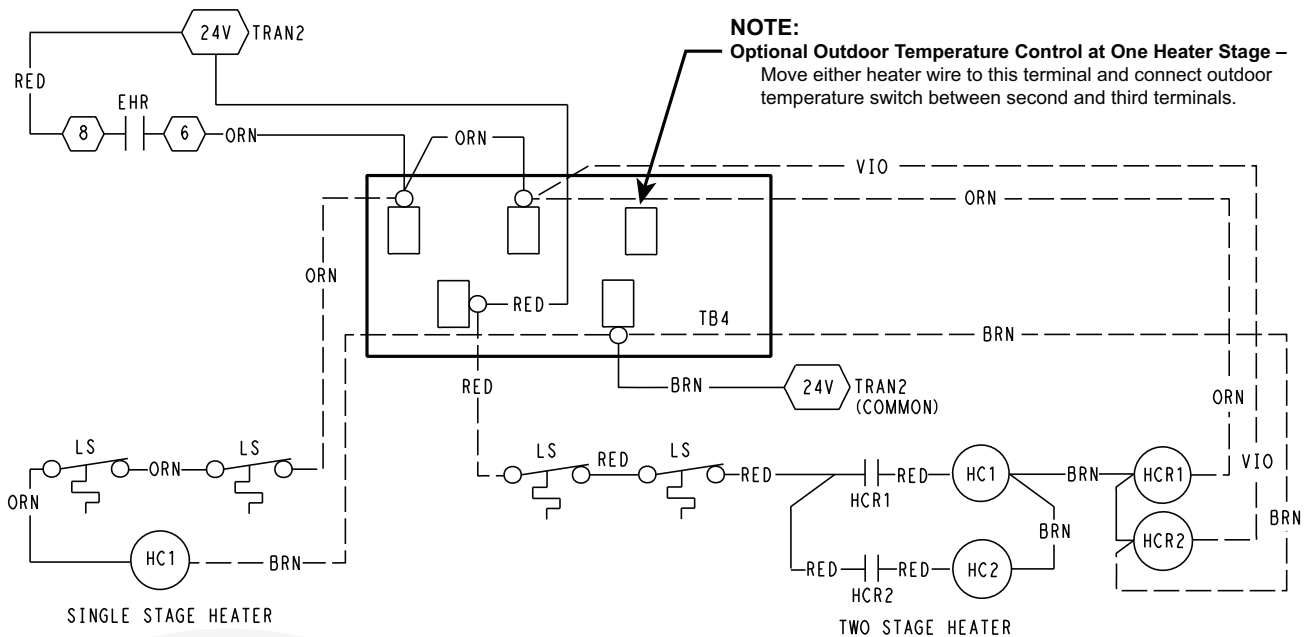 24V
TRAN2
NOTE:
Optional Outdoor Temperature Control at One Heater Stage –
Move either heater wire to this terminal and connect outdoor
temperature switch between second and third terminals.
RED
EHR
8
6
ORN
ORN
VIO
ORN
ORN
RED
TB4
BRN
RED
BRN
24V
TRAN2
(COMMON)
ORN
LS
ORN
LS
ORN
HC1
BRN
SINGLE STAGE HEATER
LS
RED
LS
RED
HCR1
RED
HC1
BRN
HCR1
VIO
BRN
BRN
HCR2
RED
HCR2
RED
HC2
TWO STAGE HEATER